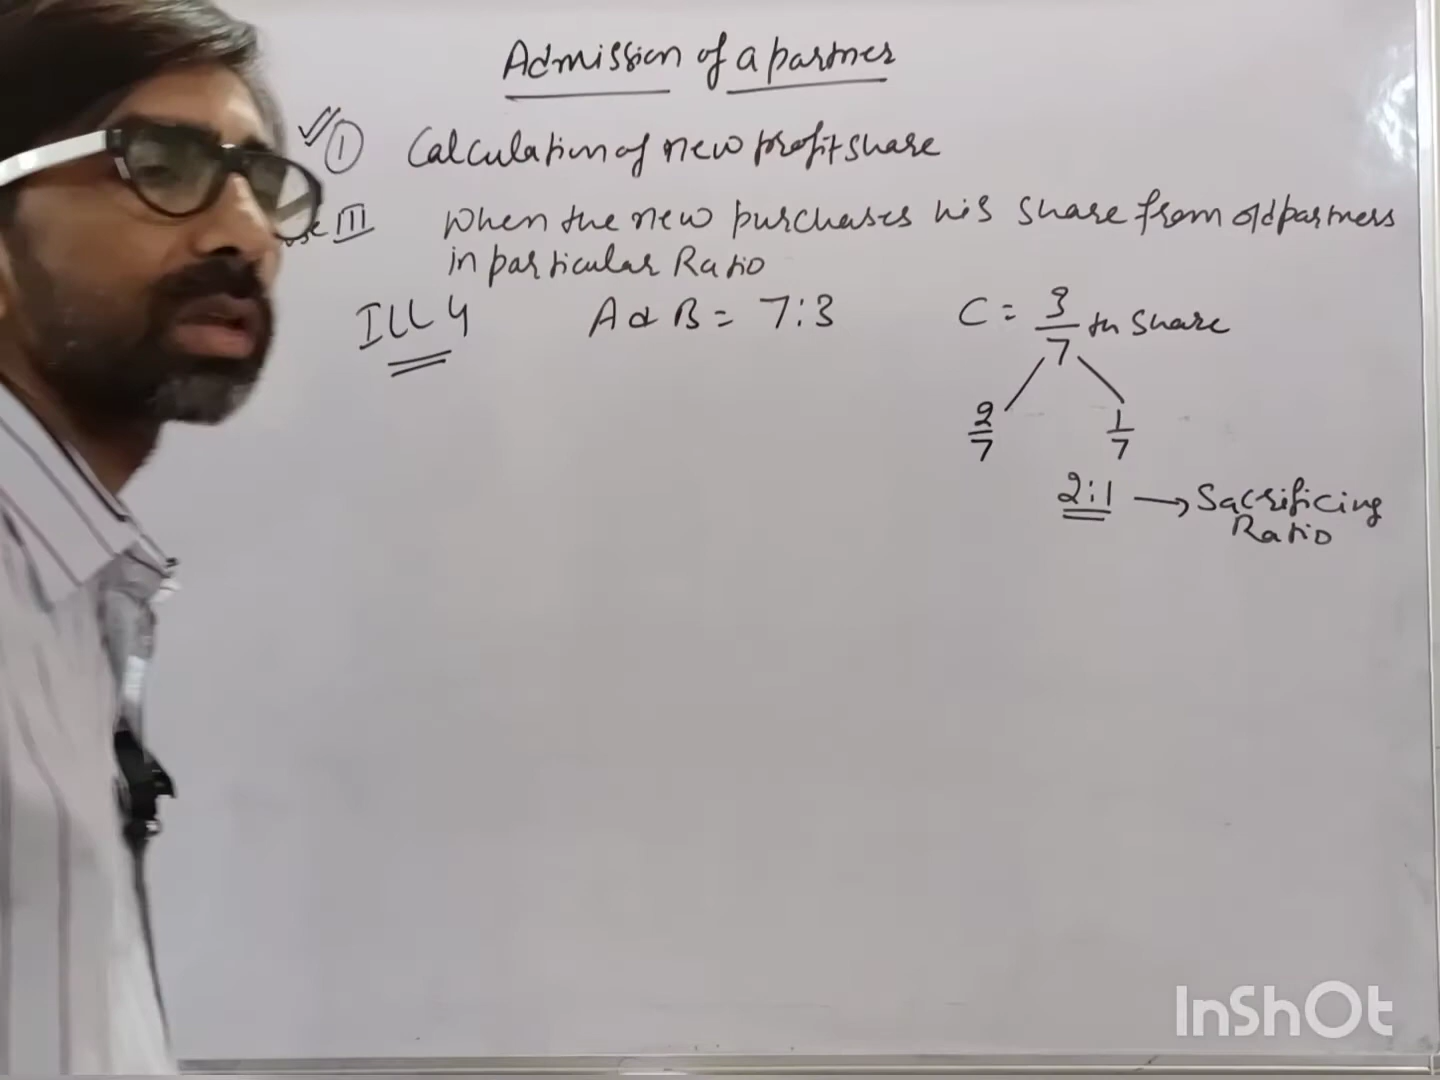 Admission of a partner
① Calculation of new profit share
III When the new purchases his share from old partners
in particular Ratio
ILL 4 A & B = 7:3 C = 3/7 th share
2/7 1/7
2:1 → Sacrificing
Ratio
InShOt